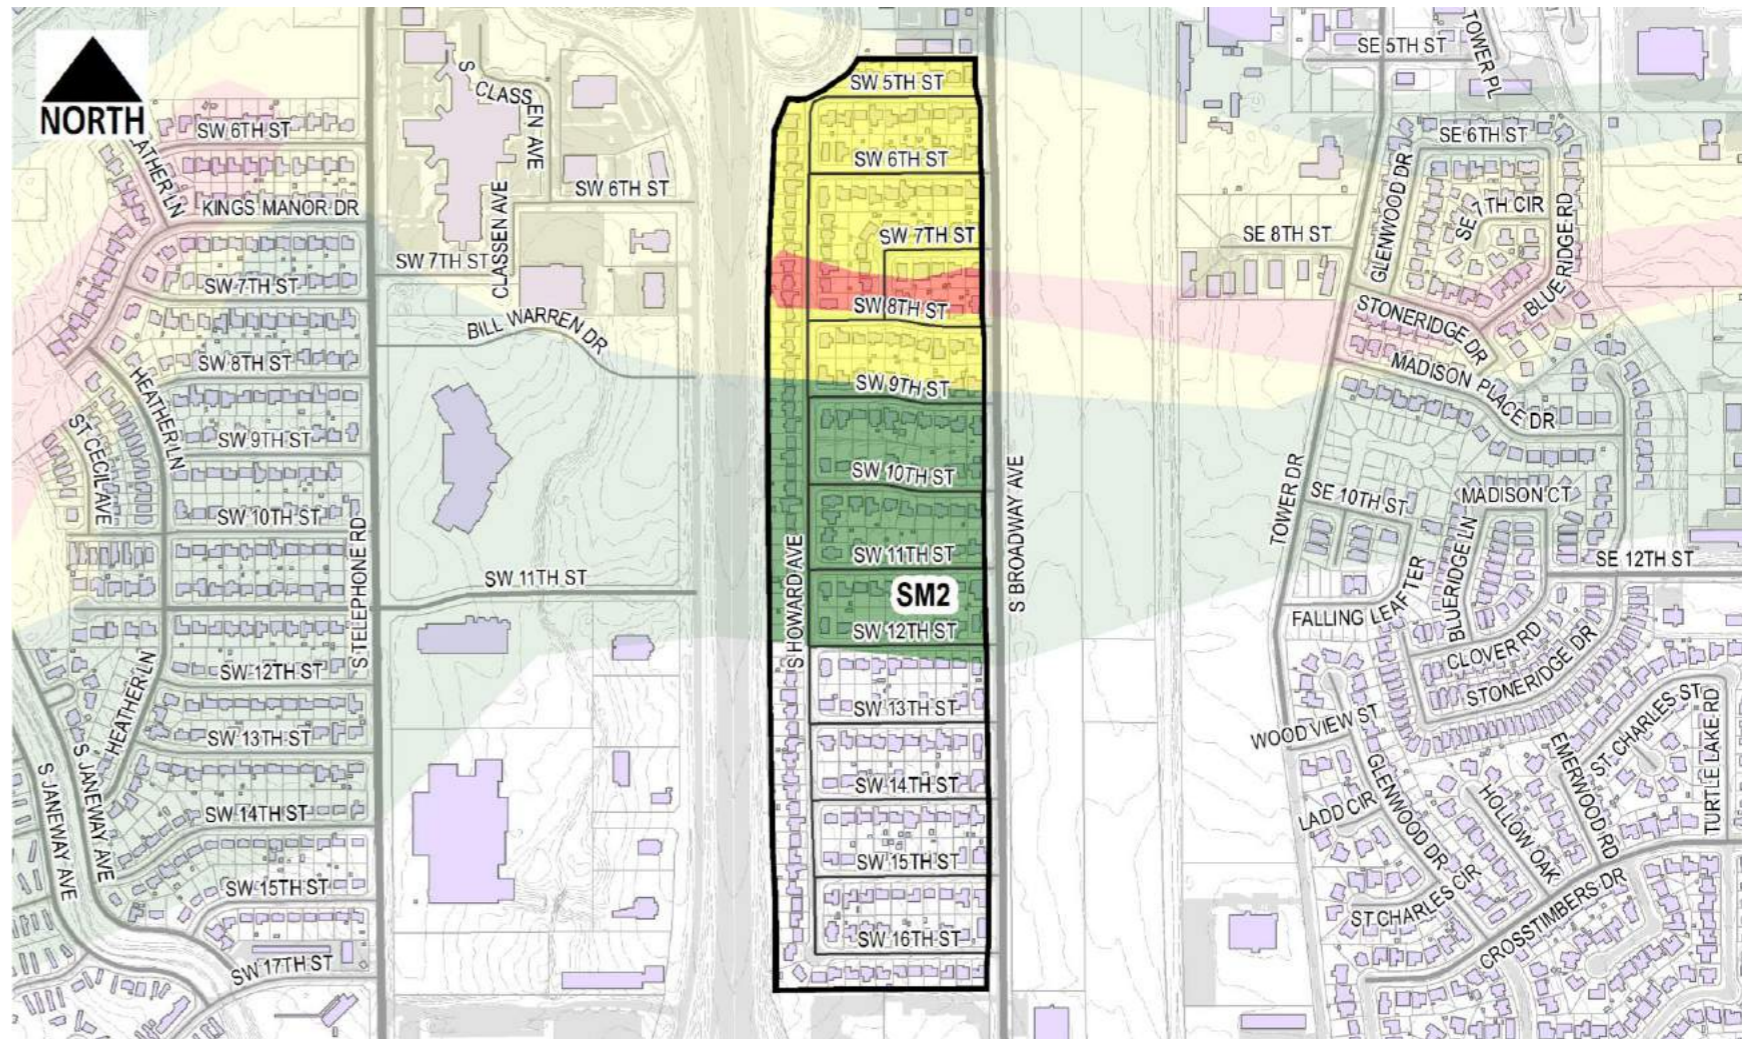 NORTH
SW 6TH ST
HEATHER LN
KINGS MANOR DR
SW 7TH ST
SW 8TH ST
HEATHER LN
ST CECIL AVE
SW 9TH ST
SW 10TH ST
S TELEPHONE RD
SW 12TH ST
HEATHER LN
SW 13TH ST
S JANEWAY AVE
S JANEWAY AVE
SW 14TH ST
SW 15TH ST
SW 17TH ST
S CLASSEN AVE
SW 6TH ST
CLASSEN AVE
SW 7TH ST
BILL WARREN DR
SW 11TH ST
SW 5TH ST
SW 6TH ST
SW 7TH ST
SW 8TH ST
SW 9TH ST
SW 10TH ST
SW 11TH ST
SM2
SW 12TH ST
S HOWARD AVE
S BROADWAY AVE
SW 13TH ST
SW 14TH ST
SW 15TH ST
SW 16TH ST
SE 5TH ST
TOWER PL
SE 6TH ST
GLENWOOD DR
SE 7TH CIR
BLUE RIDGE RD
SE 8TH ST
STONERIDGE DR
MADISON PLACE DR
TOWER DR
SE 10TH ST
MADISON CT
BLUERIDGE LN
SE 12TH ST
FALLING LEAF TER
CLOVER RD
STONERIDGE DR
WOOD VIEW ST
ST. CHARLES ST
TURTLE LAKE RD
EMERWOOD RD
GLENWOOD DR
LADD CIR
HOLLOW OAK
ST CHARLES CIR
CROSSTIMBERS DR